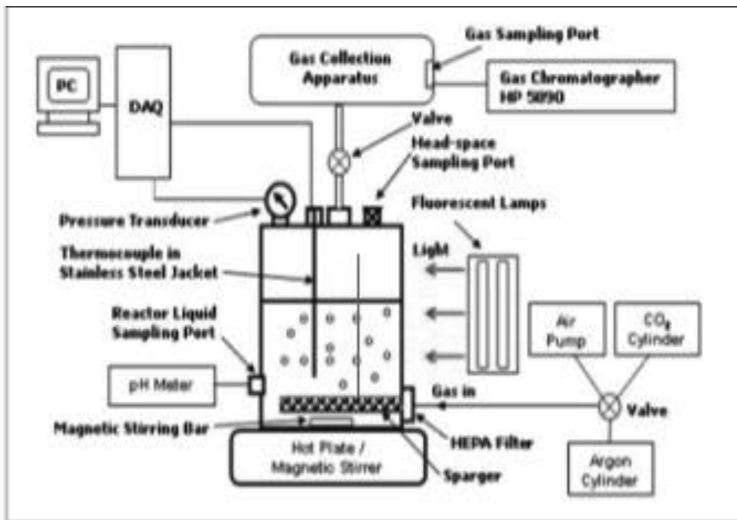 Gas Sampling Port
Gas Collection
Apparatus
Gas Chromatographer
HP 5890
PC
DAQ
Valve
Head-space
Sampling Port
Pressure Transducer
Fluorescent Lamps
Thermocouple in
Stainless Steel Jacket
Light
Reactor Liquid
Sampling Port
Air
Pump
CO2
Cylinder
pH Meter
Gas in
Valve
Magnetic Stirring Bar
HEPA Filter
Hot Plate /
Magnetic Stirrer
Sparger
Argon
Cylinder